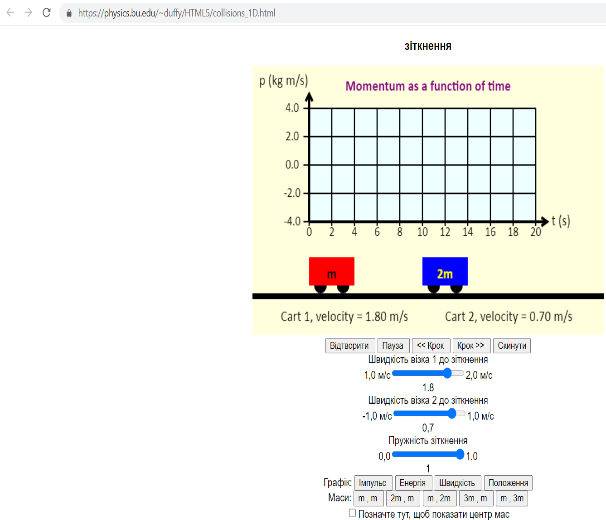 https://physics.bu.edu/~duffy/HTML5/collisions_1D.html
зіткнення
p (kg m/s)
Momentum as a function of time
4.0
2.0
0.0
-2.0
-4.0
0 2 4 6 8 10 12 14 16 18 20
t (s)
m 2m
Cart 1, velocity = 1.80 m/s Cart 2, velocity = 0.70 m/s
Відтворити Пауза << Крок Крок >> Скинути
Швидкість візка 1 до зіткнення
1,0 м/с 2,0 м/с
1.8
Швидкість візка 2 до зіткнення
-1,0 м/с 1,0 м/с
0,7
Пружність зіткнення
0,0 1.0
1
Графік: Імпульс Енергія Швидкість Положення
Маси: m , m 2m , m m , 2m 3m , m m , 3m
Позначте тут, щоб показати центр мас